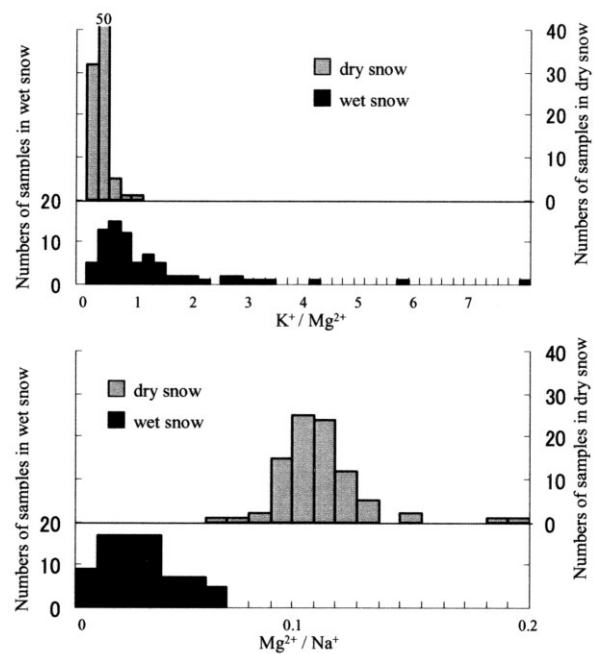 50
40
30
20
10
0
Numbers of samples in wet snow
Numbers of samples in dry snow
dry snow
wet snow
20
10
0
0 1 2 3 4 5 6 7
K⁺ / Mg²⁺
40
30
20
10
0
Numbers of samples in wet snow
Numbers of samples in dry snow
dry snow
wet snow
20
10
0
0 0.1 0.2
Mg²⁺ / Na⁺